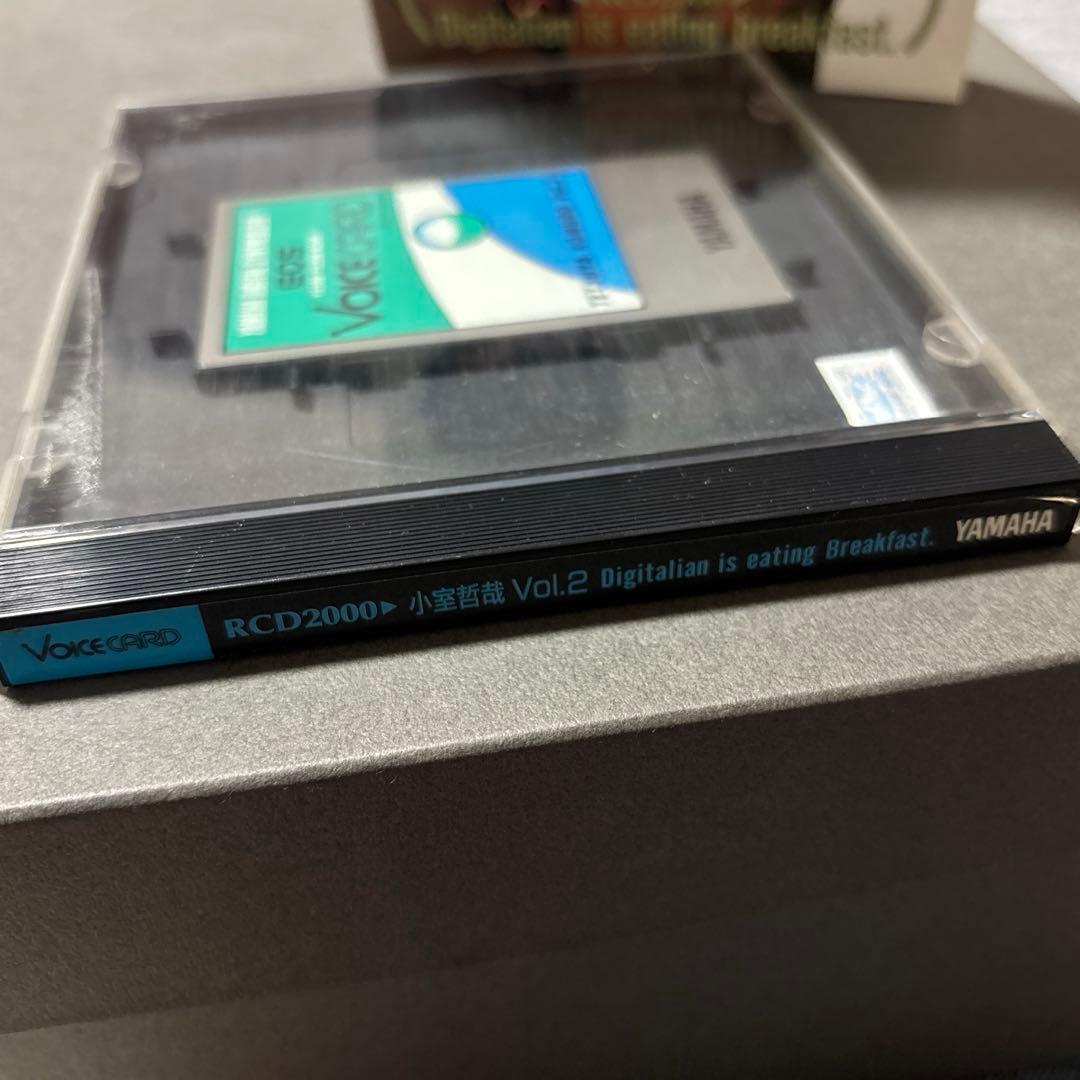 Digitalian is eating Breakfast.
EOS
VOICE CARD
YAMAHA
VOICE CARD
RCD2000▶ 小室哲哉 Vol.2 Digitalian is eating Breakfast. YAMAHA